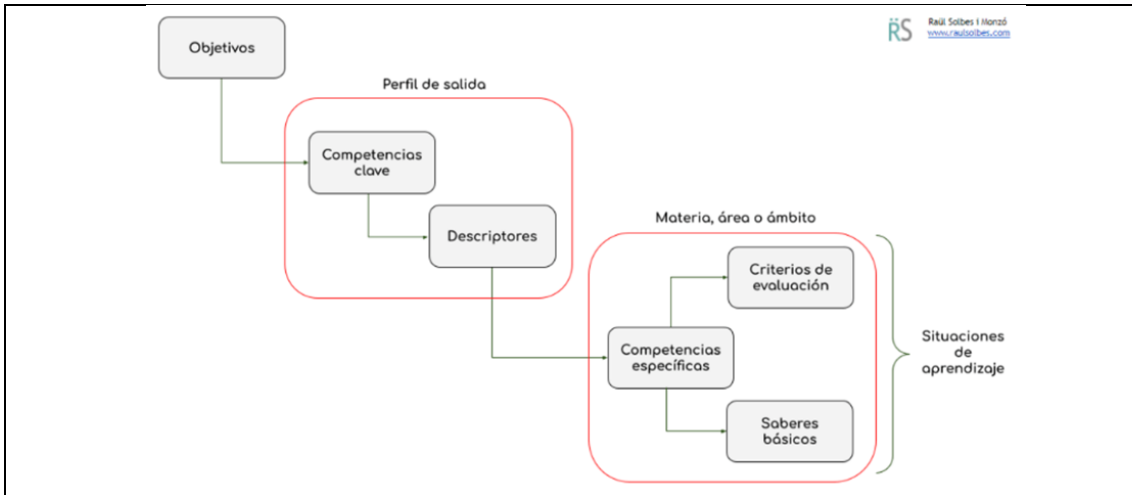 Objetivos
R̈S
Raül Solbes i Monzó
www.raulsolbes.com
Perfil de salida
Competencias
clave
Descriptores
Materia, área o ámbito
Criterios de
evaluación
Competencias
específicas
Saberes
básicos
Situaciones
de
aprendizaje